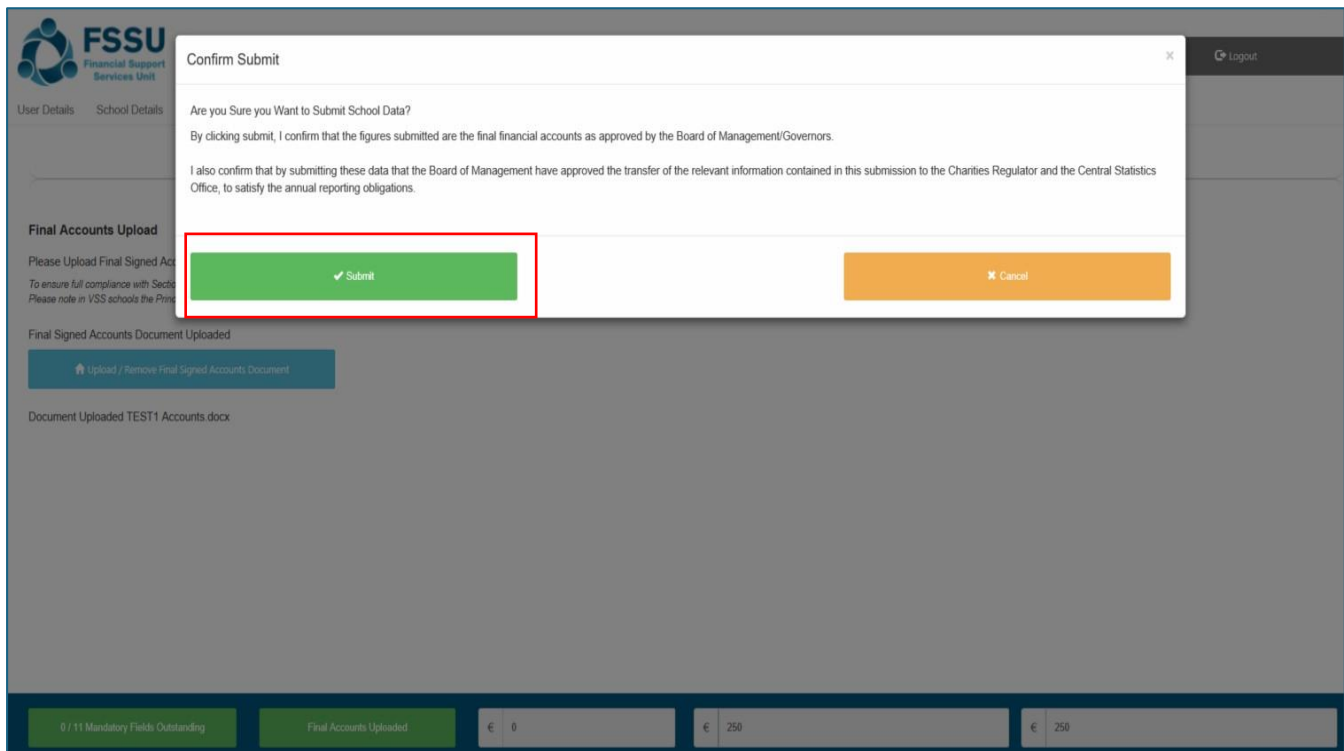 FSSU
Financial Support
Services Unit
Logout
User Details School Details
Confirm Submit
×
Are you Sure you Want to Submit School Data?
By clicking submit, I confirm that the figures submitted are the final financial accounts as approved by the Board of Management/Governors.
I also confirm that by submitting these data that the Board of Management have approved the transfer of the relevant information contained in this submission to the Charities Regulator and the Central Statistics
Office, to satisfy the annual reporting obligations.
Submit
Cancel
Final Accounts Upload
Please Upload Final Signed
To ensure full compliance with
Please note in VSS schools the
Final Signed Accounts Document Uploaded
Upload / Remove Final Signed Accounts Document
Document Uploaded TEST1 Accounts.docx
0 / 11 Mandatory Fields Outstanding Final Accounts Uploaded € 0 € 250 € 250